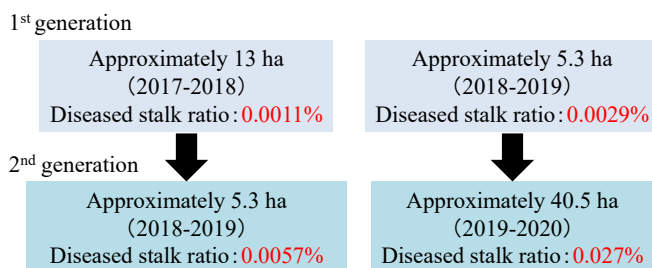 1st generation
Approximately 13 ha
（2017-2018）
Diseased stalk ratio：0.0011%
Approximately 5.3 ha
（2018-2019）
Diseased stalk ratio：0.0029%
2nd generation
Approximately 5.3 ha
（2018-2019）
Diseased stalk ratio：0.0057%
Approximately 40.5 ha
（2019-2020）
Diseased stalk ratio：0.027%